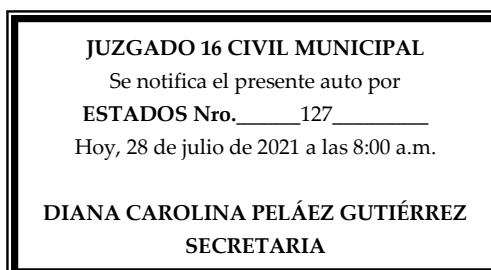 JUZGADO 16 CIVIL MUNICIPAL
Se notifica el presente auto por
ESTADOS Nro.______127_________
Hoy, 28 de julio de 2021 a las 8:00 a.m.
DIANA CAROLINA PELÁEZ GUTIÉRREZ
SECRETARIA